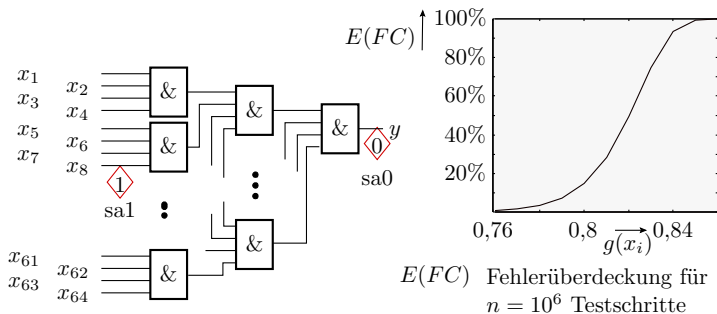 x1
x2
x3
x4
x5
x6
x7
x8
x61
x62
x63
x64
&
&
&
&
&
&
1
sa1
y
0
sa0
E(FC)
100%
80%
60%
40%
20%
0,76
0,8
0,84
g(xi)
E(FC) Fehlerüberdeckung für
n = 10^6 Testschritte